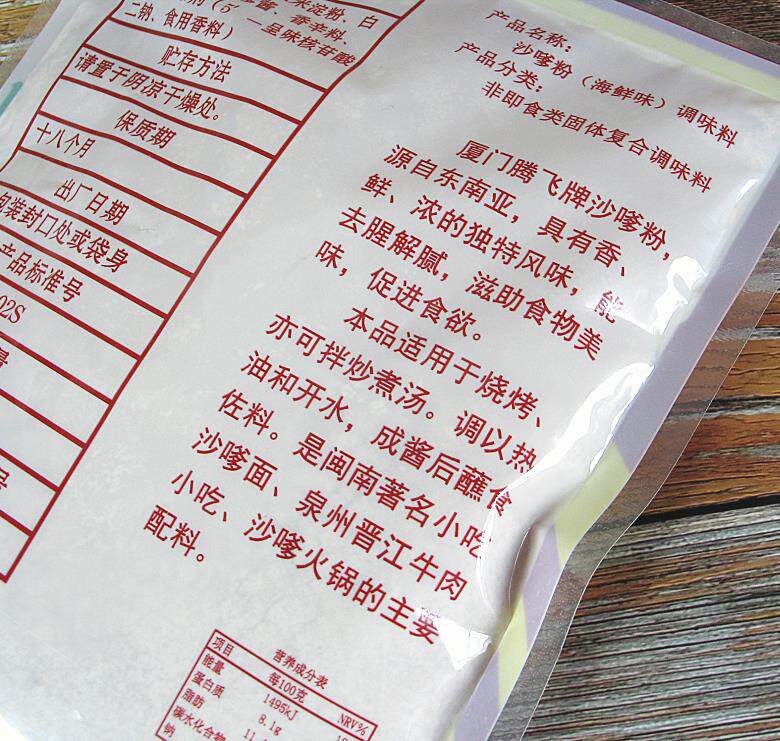 二钠、食用香料)
贮存方法
请置于阴凉干燥处。
保质期
十八个月
出厂日期
包装封口处或袋身
产品标准号
02S
产品名称:
沙嗲粉(海鲜味)调味料
产品分类:
非即食类固体复合调味料
厦门腾飞牌沙嗲粉,
源自东南亚,具有香、
鲜、浓的独特风味,能
去腥解腻,滋助食物美
味,促进食欲。
本品适用于烧烤、
亦可拌炒煮汤。调以热
油和开水,成酱后蘸食
佐料。是闽南著名小吃
沙嗲面、泉州晋江牛肉
小吃、沙嗲火锅的主要
配料。
营养成分表
项目 每100克 NRV%
能量 1495kJ
蛋白质 8.1g
脂肪
碳水化合物
钠